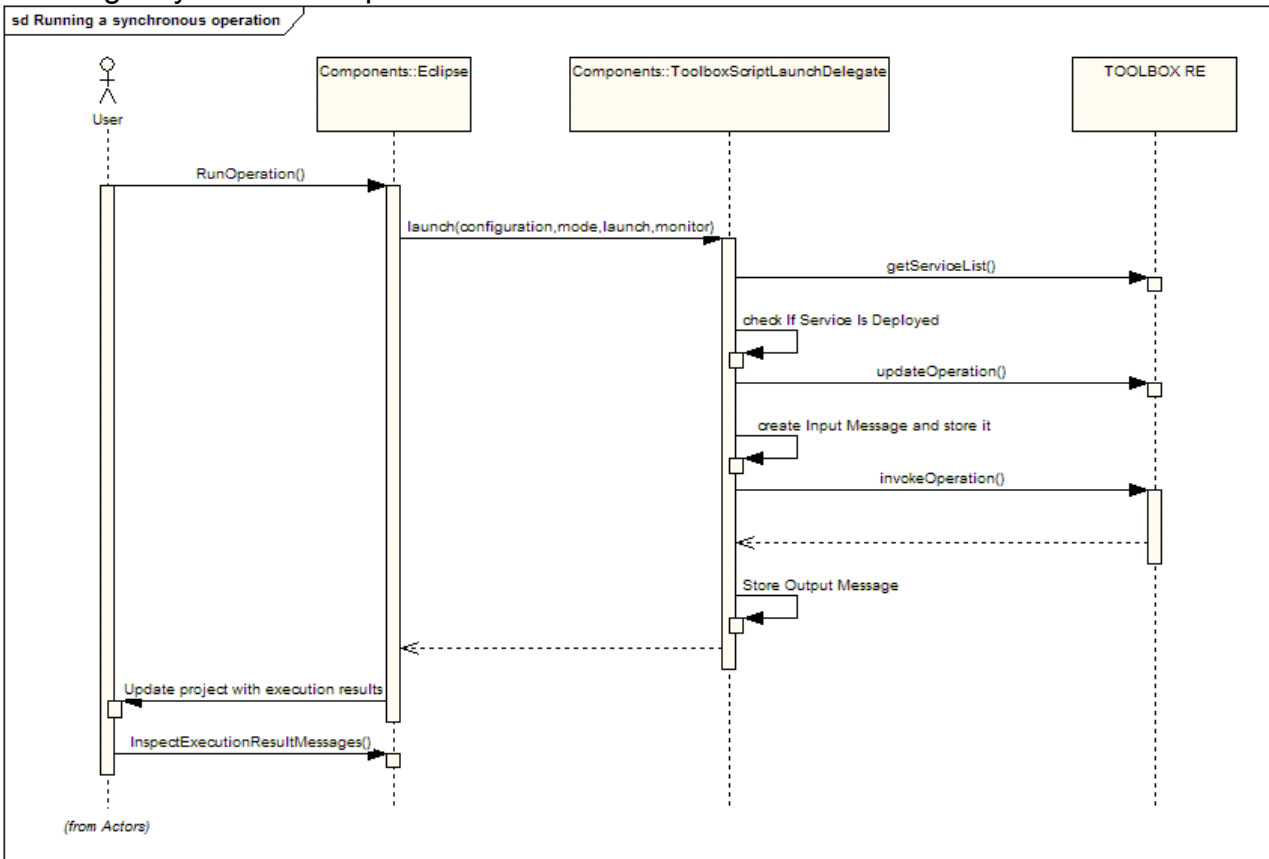 sd Running a synchronous operation
Components::Eclipse
Components::ToolboxScriptLaunchDelegate
TOOLBOX RE
User
RunOperation()
launch(configuration,mode,launch,monitor)
getServiceList()
check If Service Is Deployed
updateOperation()
create Input Message and store it
invokeOperation()
Store Output Message
Update project with execution results
InspectExecutionResultMessages()
(from Actors)